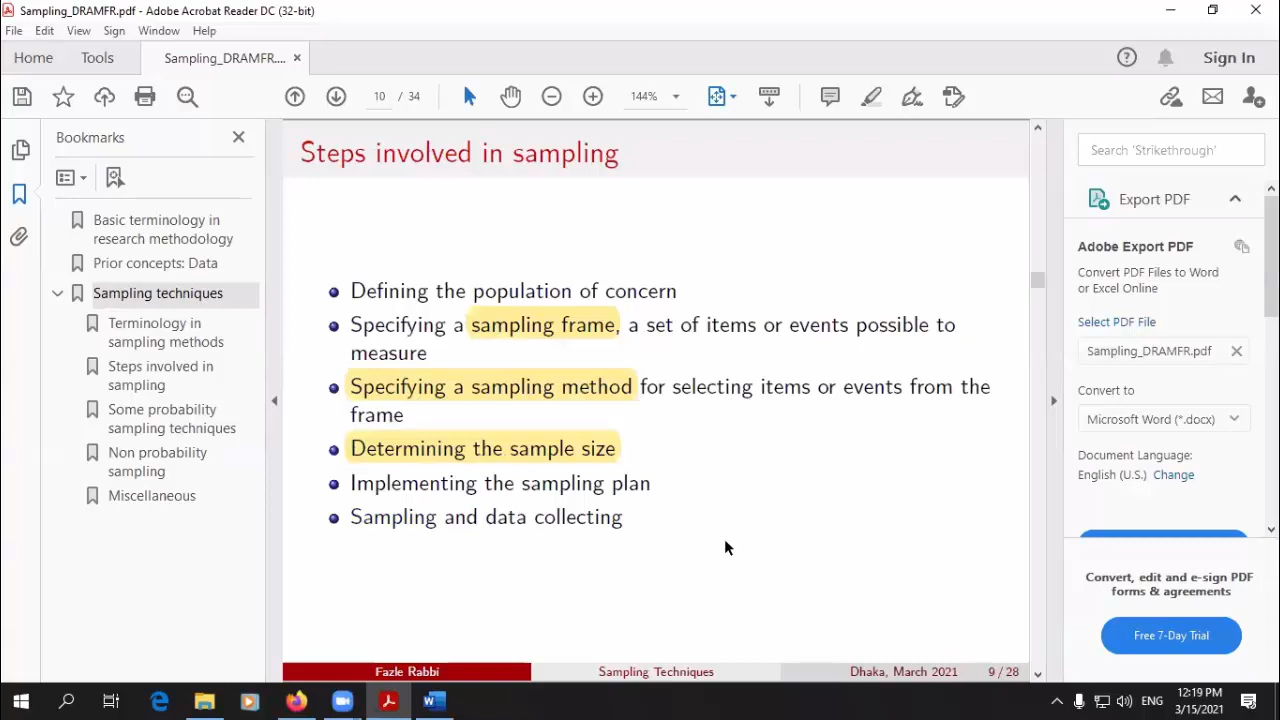 Sampling_DRAMFR.pdf - Adobe Acrobat Reader DC (32-bit)
File Edit View Sign Window Help
Home Tools Sampling_DRAMFR.... × Sign In
10 / 34 144%
Bookmarks
Basic terminology in
research methodology
Prior concepts: Data
Sampling techniques
Terminology in
sampling methods
Steps involved in
sampling
Some probability
sampling techniques
Non probability
sampling
Miscellaneous
Steps involved in sampling
Defining the population of concern
Specifying a sampling frame, a set of items or events possible to
measure
Specifying a sampling method for selecting items or events from the
frame
Determining the sample size
Implementing the sampling plan
Sampling and data collecting
Fazle Rabbi Sampling Techniques Dhaka, March 2021 9 / 28
Search 'Strikethrough'
Export PDF
Adobe Export PDF
Convert PDF Files to Word
or Excel Online
Select PDF File
Sampling_DRAMFR.pdf
Convert to
Microsoft Word (*.docx)
Document Language:
English (U.S.) Change
Convert, edit and e-sign PDF
forms & agreements
Free 7-Day Trial
ENG
12:19 PM
3/15/2021